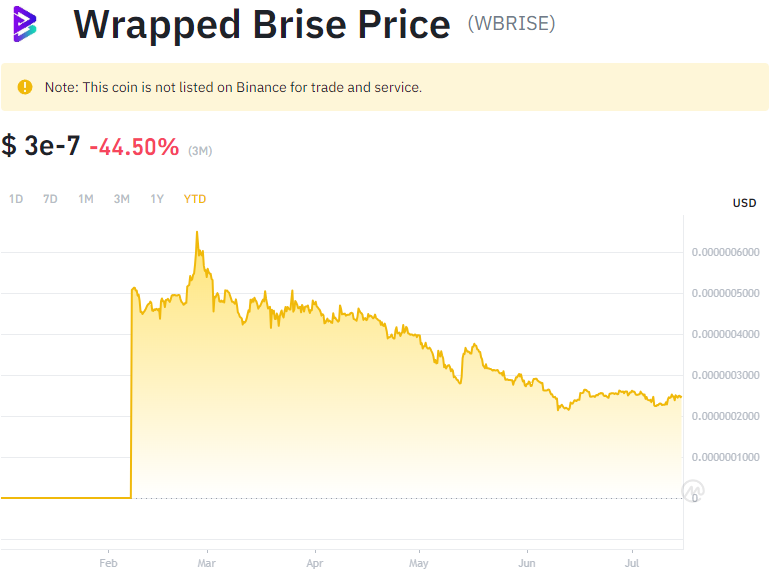 Wrapped Brise Price (WBRISE)
Note: This coin is not listed on Binance for trade and service.
$ 3e-7 -44.50% (3M)
1D 7D 1M 3M 1Y YTD
USD
0.0000006000
0.0000005000
0.0000004000
0.0000003000
0.0000002000
0.0000001000
0
Feb Mar Apr May Jun Jul